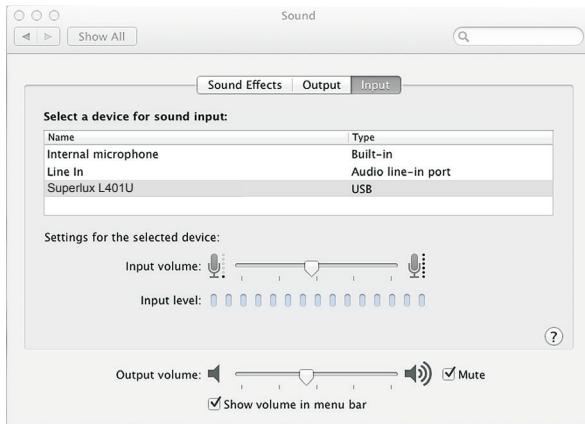 Sound
Show All
Sound Effects Output Input
Select a device for sound input:
Name Type
Internal microphone Built-in
Line In Audio line-in port
Superlux L401U USB
Settings for the selected device:
Input volume:
Input level:
?
Output volume: Mute
Show volume in menu bar